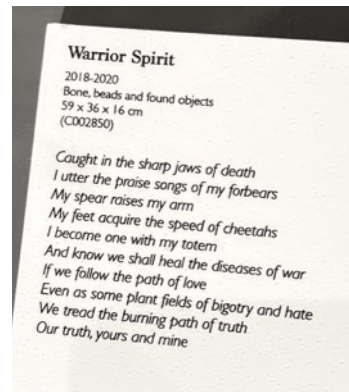 Warrior Spirit
2018-2020
Bone, beads and found objects
59 x 36 x 16 cm
(C002850)
Caught in the sharp jaws of death
I utter the praise songs of my forbears
My spear raises my arm
My feet acquire the speed of cheetahs
I become one with my totem
And know we shall heal the diseases of war
If we follow the path of love
Even as some plant fields of bigotry and hate
We tread the burning path of truth
Our truth, yours and mine